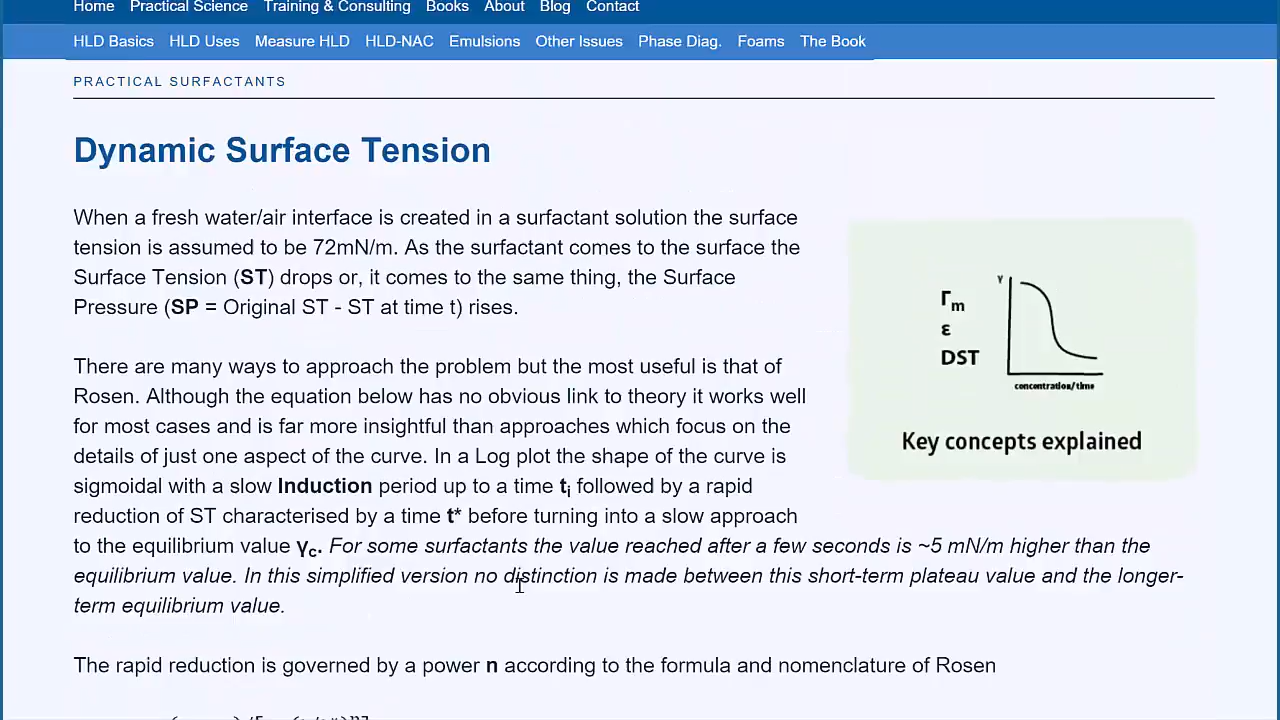 Home Practical Science Training & Consulting Books About Blog Contact
HLD Basics HLD Uses Measure HLD HLD-NAC Emulsions Other Issues Phase Diag. Foams The Book
PRACTICAL SURFACTANTS
Dynamic Surface Tension
When a fresh water/air interface is created in a surfactant solution the surface
tension is assumed to be 72mN/m. As the surfactant comes to the surface the
Surface Tension (ST) drops or, it comes to the same thing, the Surface
Pressure (SP = Original ST - ST at time t) rises.
There are many ways to approach the problem but the most useful is that of
Rosen. Although the equation below has no obvious link to theory it works well
for most cases and is far more insightful than approaches which focus on the
details of just one aspect of the curve. In a Log plot the shape of the curve is
sigmoidal with a slow Induction period up to a time tᵢ followed by a rapid
reduction of ST characterised by a time t* before turning into a slow approach
to the equilibrium value γc. For some surfactants the value reached after a few seconds is ~5 mN/m higher than the
equilibrium value. In this simplified version no distinction is made between this short-term plateau value and the longer-
term equilibrium value.
The rapid reduction is governed by a power n according to the formula and nomenclature of Rosen
Γm
ε
DST
γ
concentration/time
Key concepts explained